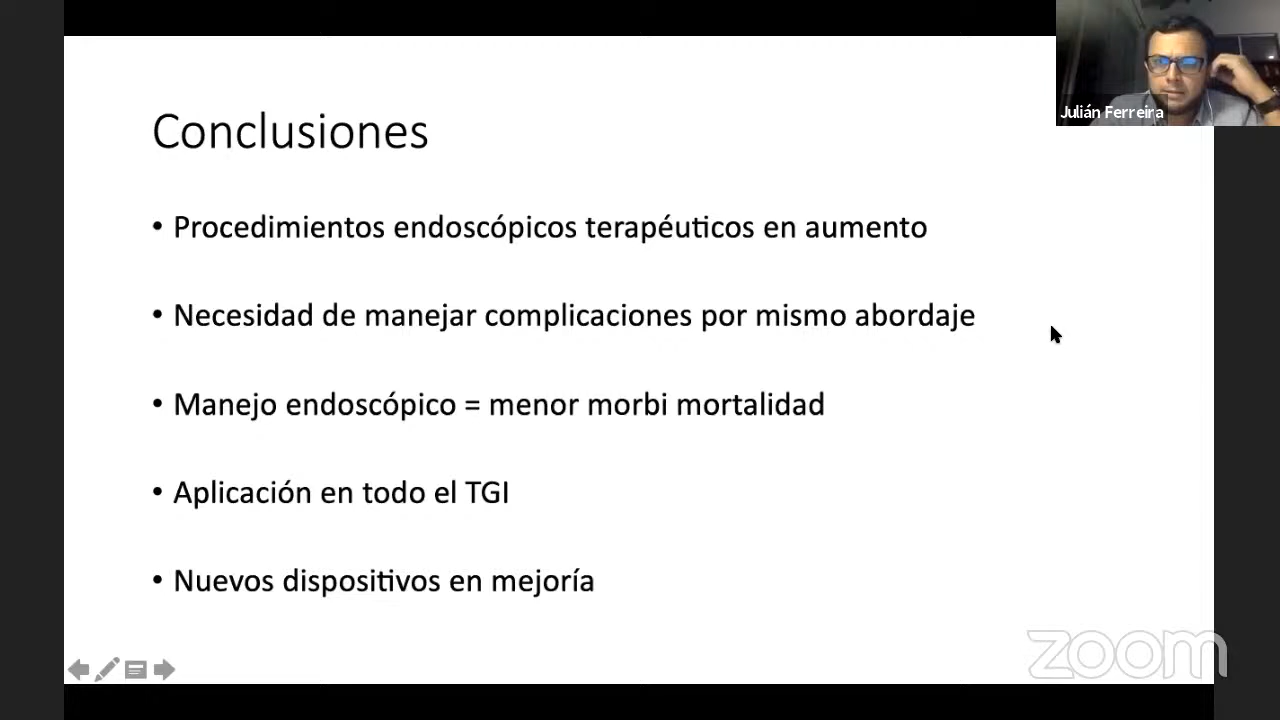 Julián Ferreira
Conclusiones
• Procedimientos endoscópicos terapéuticos en aumento
• Necesidad de manejar complicaciones por mismo abordaje
• Manejo endoscópico = menor morbi mortalidad
• Aplicación en todo el TGI
• Nuevos dispositivos en mejoría
zoom